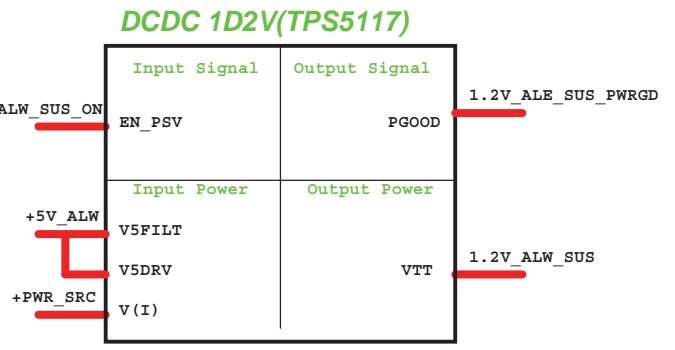 DCDC 1D2V(TPS5117)
Input Signal
Output Signal
ALW_SUS_ON
EN_PSV
PGOOD
1.2V_ALE_SUS_PWRGD
Input Power
Output Power
+5V_ALW
V5FILT
V5DRV
VTT
1.2V_ALW_SUS
+PWR_SRC
V(I)